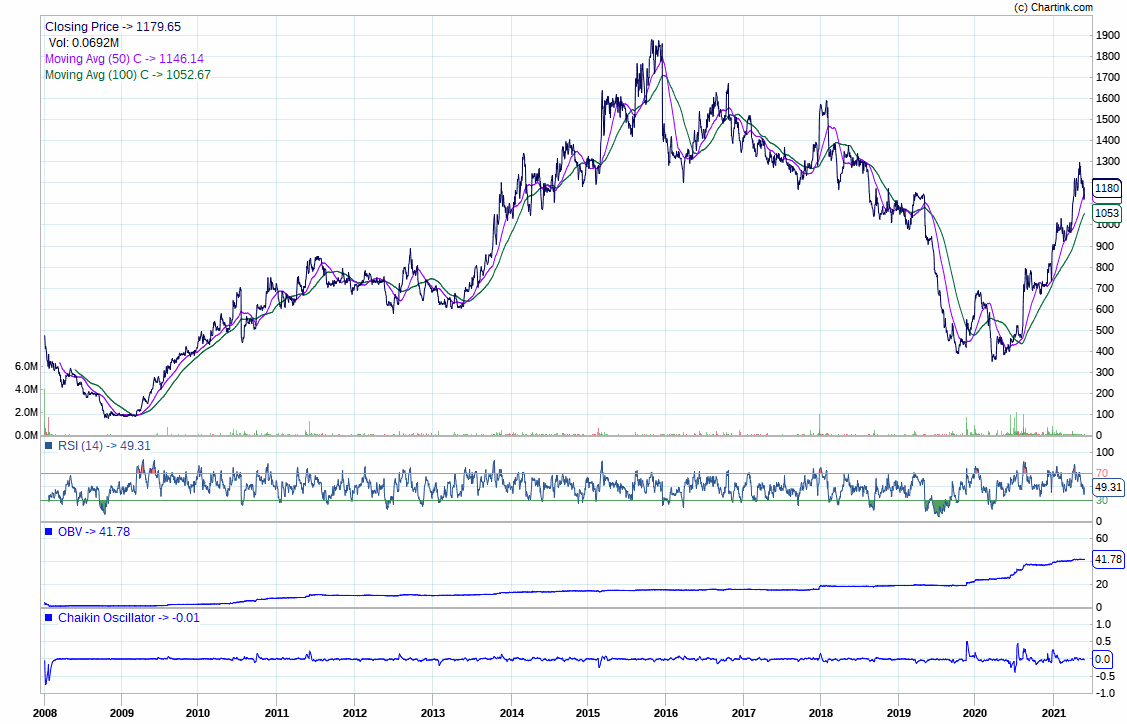 (c) Chartink.com
Closing Price -> 1179.65
Vol: 0.0692M
Moving Avg (50) C -> 1146.14
Moving Avg (100) C -> 1052.67
1900
1800
1700
1600
1500
1400
1300
1180
1053
1000
900
800
700
600
500
400
300
200
100
0
6.0M
4.0M
2.0M
0.0M
RSI (14) -> 49.31
100
70
49.31
30
0
OBV -> 41.78
60
41.78
20
0
Chaikin Oscillator -> -0.01
1.0
0.5
0.0
-0.5
-1.0
2008 2009 2010 2011 2012 2013 2014 2015 2016 2017 2018 2019 2020 2021